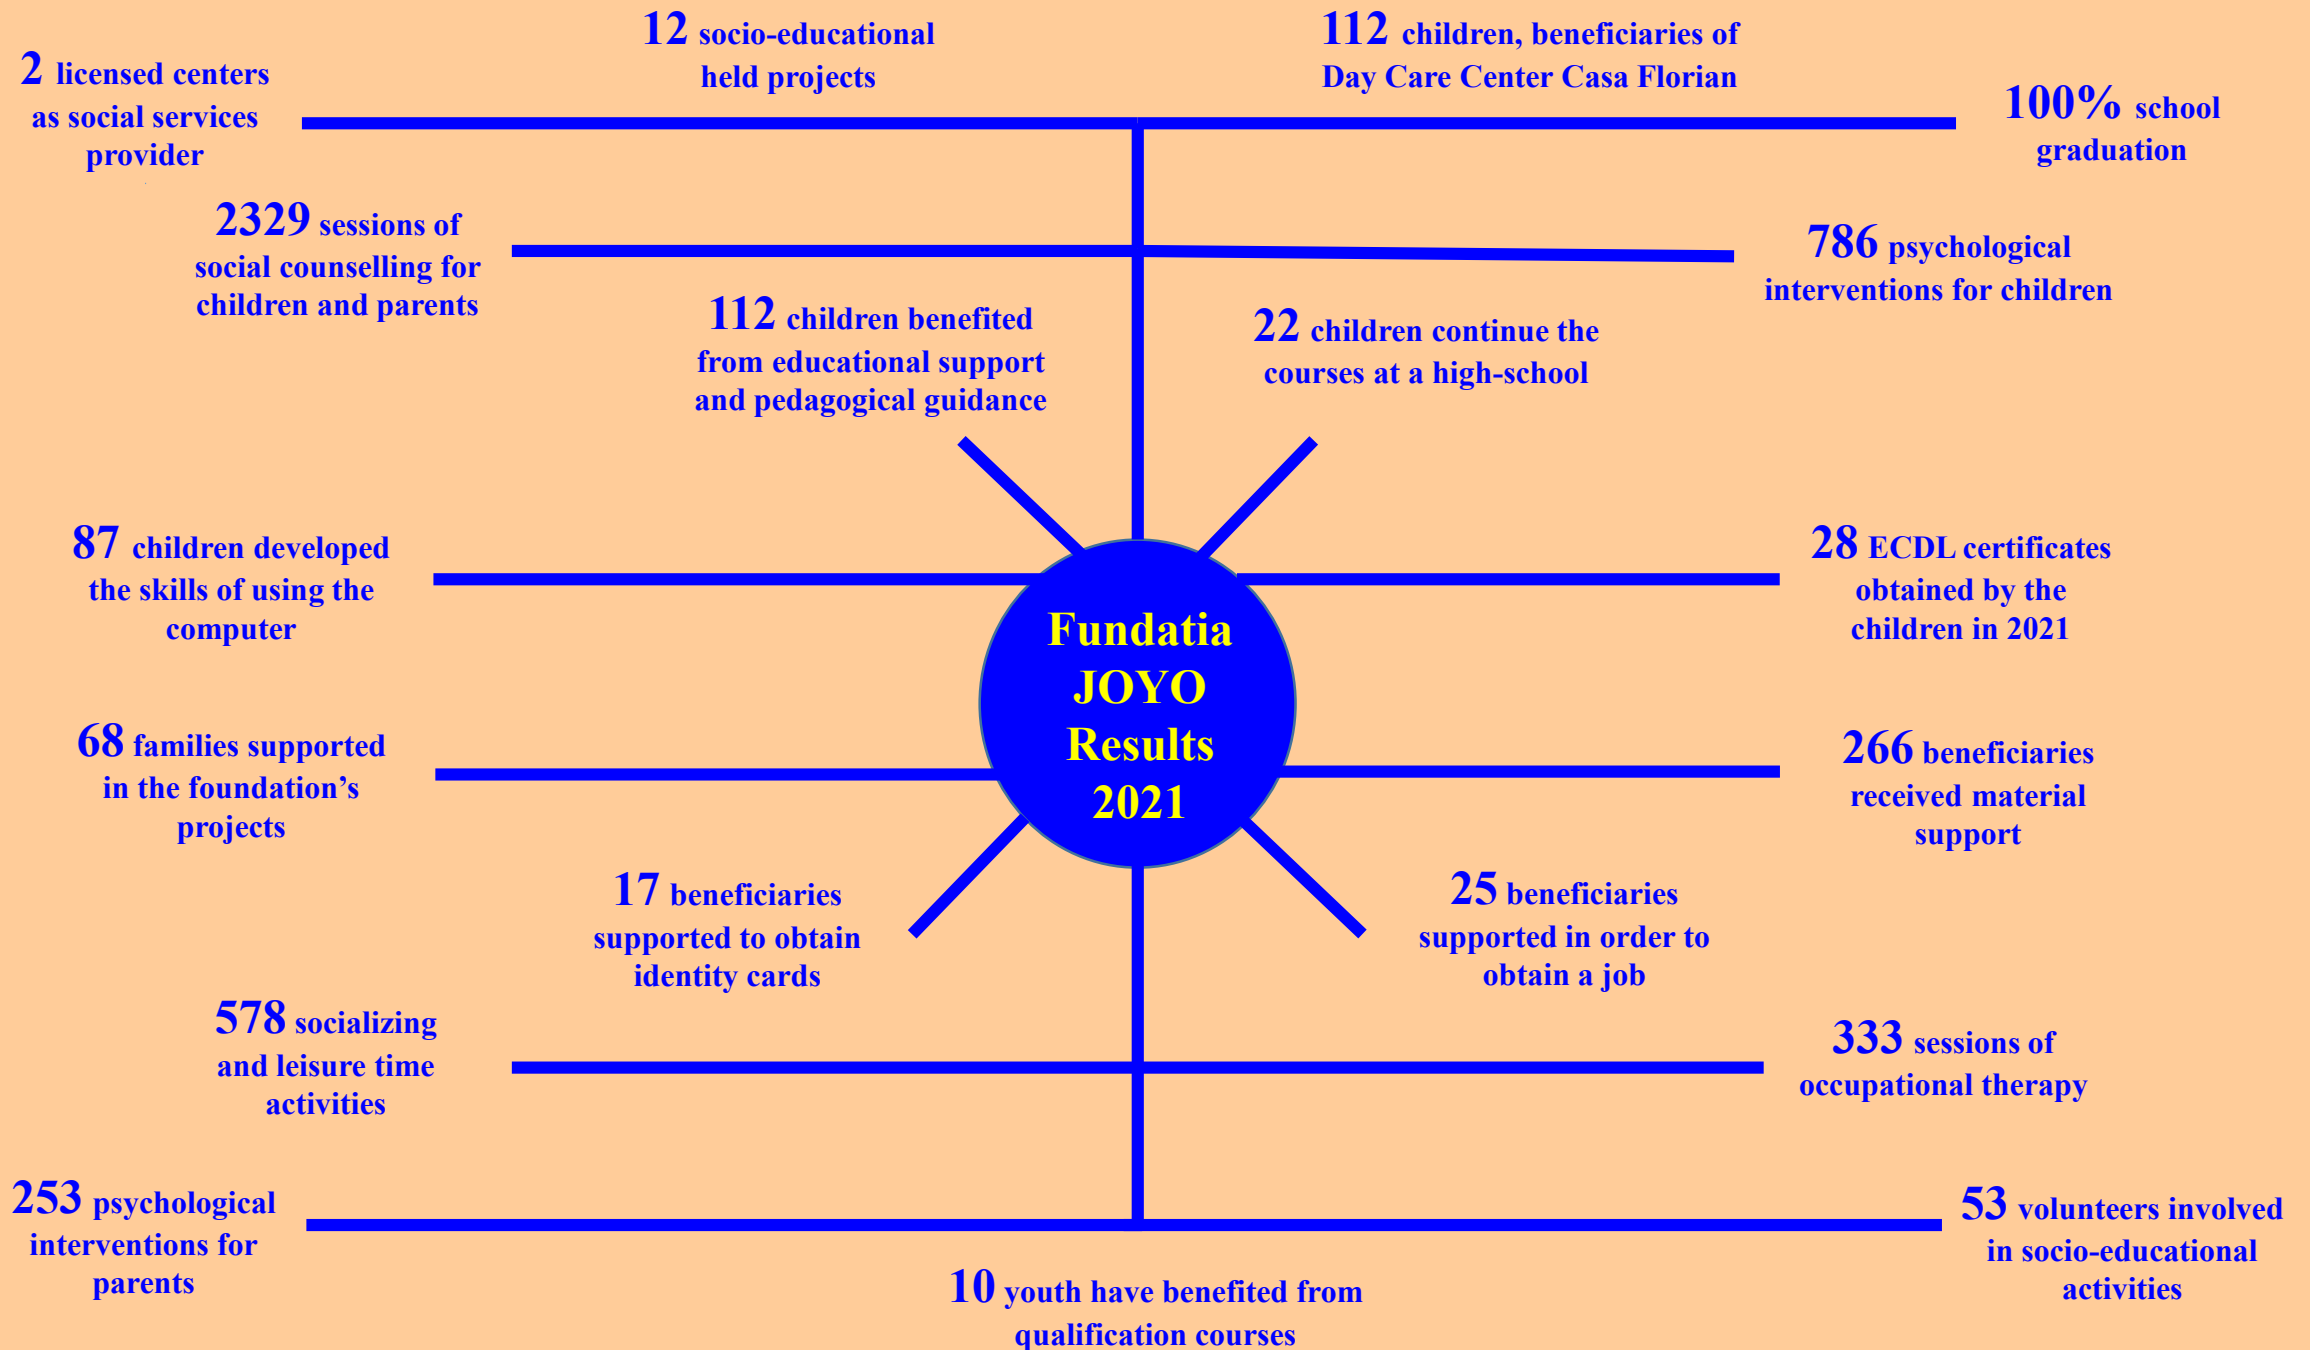 12 socio-educational
held projects
112 children, beneficiaries of
Day Care Center Casa Florian
2 licensed centers
as social services
provider
100% school
graduation
2329 sessions of
social counselling for
children and parents
786 psychological
interventions for children
112 children benefited
from educational support
and pedagogical guidance
22 children continue the
courses at a high-school
87 children developed
the skills of using the
computer
28 ECDL certificates
obtained by the
children in 2021
Fundatia
JOYO
Results
2021
68 families supported
in the foundation’s
projects
266 beneficiaries
received material
support
17 beneficiaries
supported to obtain
identity cards
25 beneficiaries
supported in order to
obtain a job
578 socializing
and leisure time
activities
333 sessions of
occupational therapy
253 psychological
interventions for
parents
53 volunteers involved
in socio-educational
activities
10 youth have benefited from
qualification courses